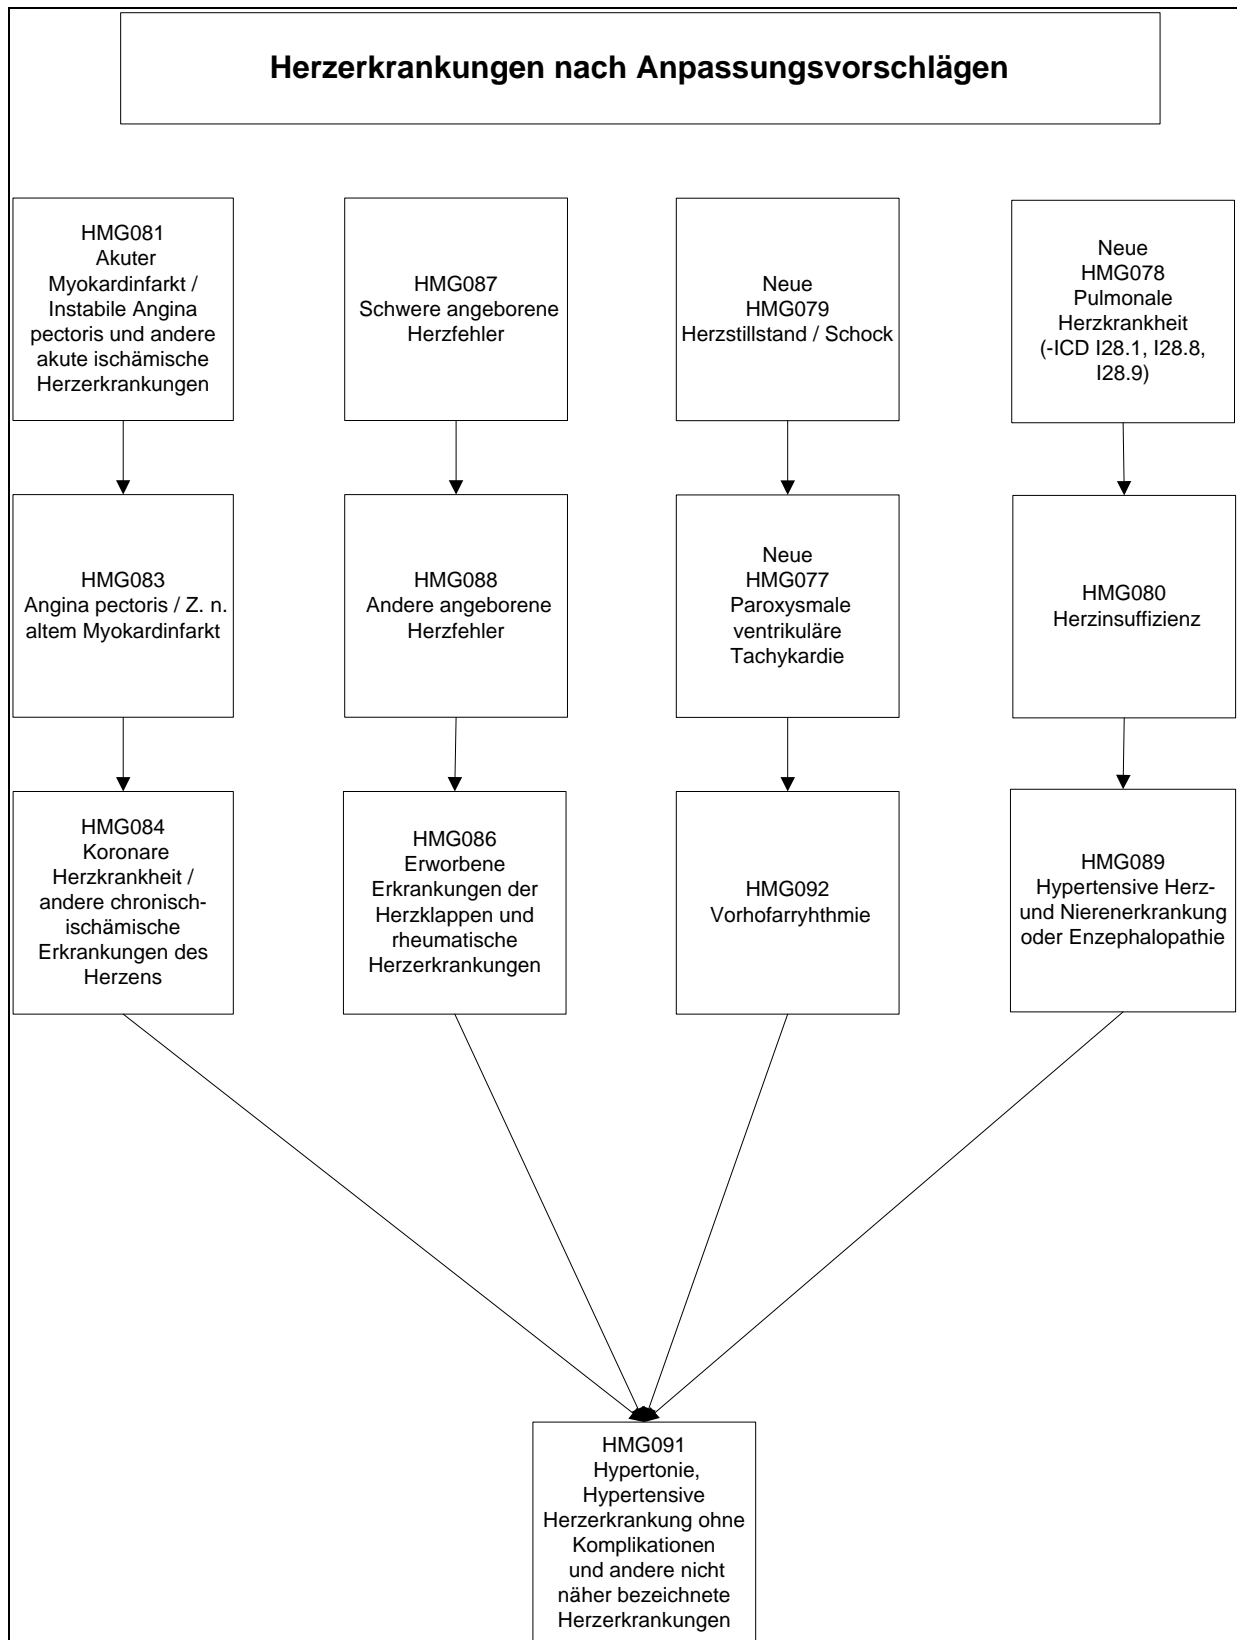 Herzerkrankungen nach Anpassungsvorschlägen
HMG081
Akuter
Myokardinfarkt /
Instabile Angina
pectoris und andere
akute ischämische
Herzerkrankungen
HMG087
Schwere angeborene
Herzfehler
Neue
HMG079
Herzstillstand / Schock
Neue
HMG078
Pulmonale
Herzkrankheit
(-ICD I28.1, I28.8,
I28.9)
HMG083
Angina pectoris / Z. n.
altem Myokardinfarkt
HMG088
Andere angeborene
Herzfehler
Neue
HMG077
Paroxysmale
ventrikuläre
Tachykardie
HMG080
Herzinsuffizienz
HMG084
Koronare
Herzkrankheit /
andere chronisch-
ischämische
Erkrankungen des
Herzens
HMG086
Erworbene
Erkrankungen der
Herzklappen und
rheumatische
Herzerkrankungen
HMG092
Vorhofarryhthmie
HMG089
Hypertensive Herz-
und Nierenerkrankung
oder Enzephalopathie
HMG091
Hypertonie,
Hypertensive
Herzerkrankung ohne
Komplikationen
und andere nicht
näher bezeichnete
Herzerkrankungen